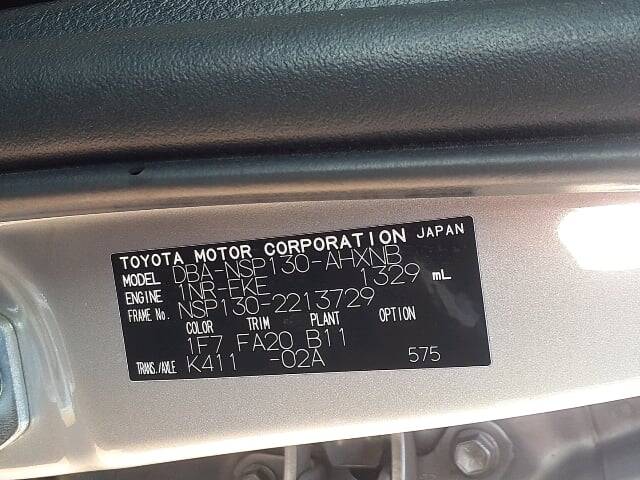 TOYOTA MOTOR CORPORATION JAPAN
MODEL DBA-NSP130-AHXNB
ENGINE 1NR-FKE 1329 mL
FRAME No. NSP130-2213729
COLOR TRIM PLANT OPTION
1F7 FA20 B11
TRANS./AXLE K411 -02A 575